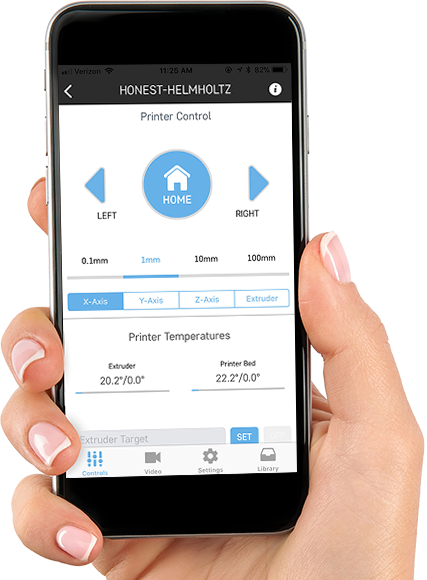 Verizon 11:25 AM 82%
HONEST-HELMHOLTZ
Printer Control
HOME
LEFT RIGHT
0.1mm 1mm 10mm 100mm
X-Axis Y-Axis Z-Axis Extruder
Printer Temperatures
Extruder Printer Bed
20.2°/0.0° 22.2°/0.0°
Extruder Target SET
Controls Video Settings Library